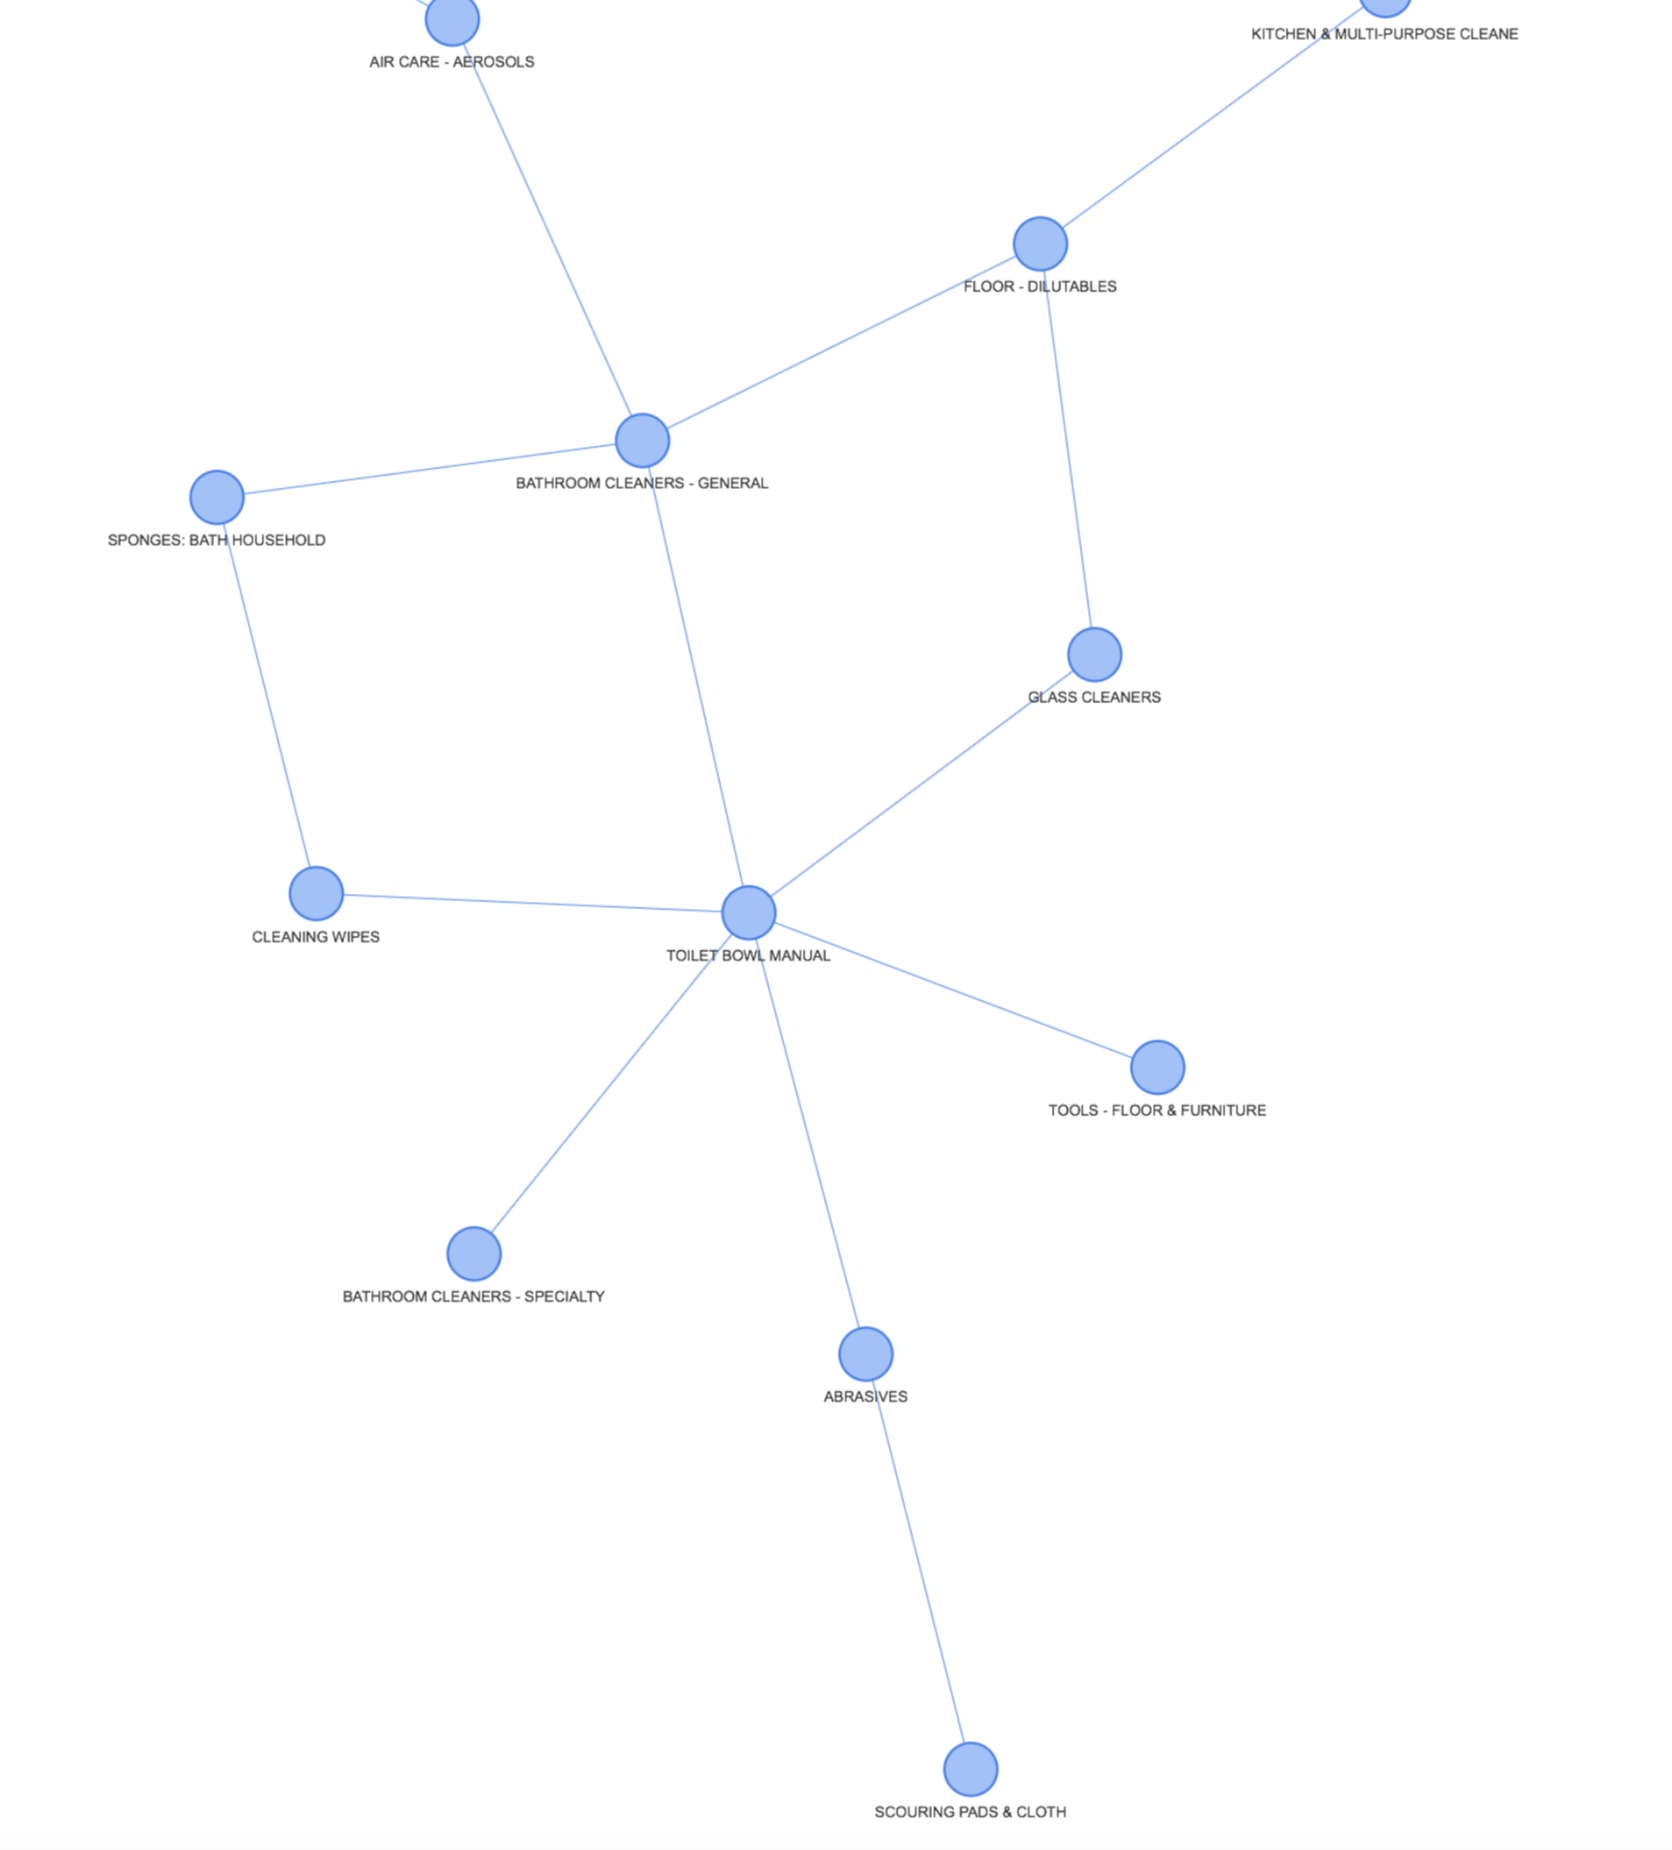 KITCHEN & MULTI-PURPOSE CLEANE
AIR CARE - AEROSOLS
FLOOR - DILUTABLES
BATHROOM CLEANERS - GENERAL
SPONGES: BATH HOUSEHOLD
GLASS CLEANERS
CLEANING WIPES
TOILET BOWL MANUAL
TOOLS - FLOOR & FURNITURE
BATHROOM CLEANERS - SPECIALTY
ABRASIVES
SCOURING PADS & CLOTH